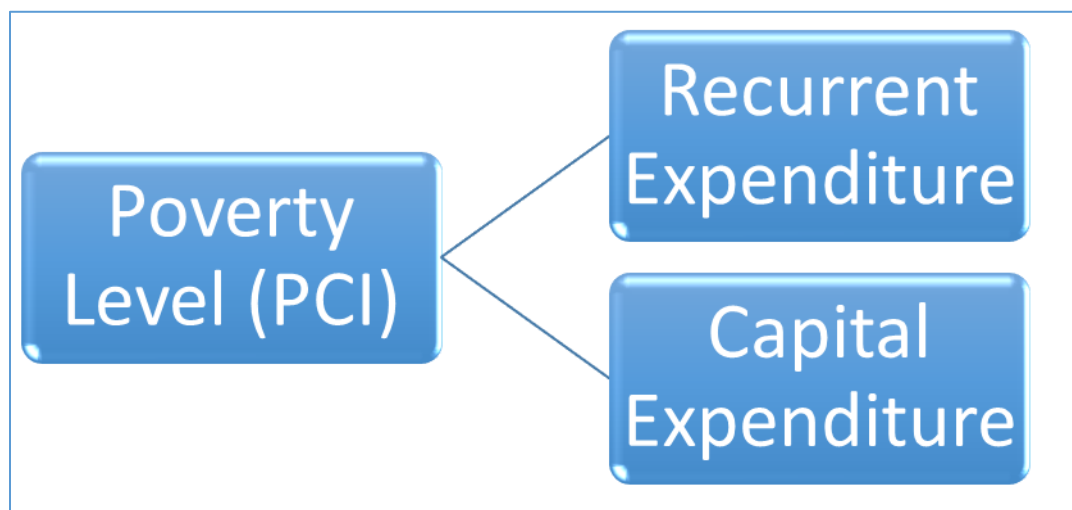 Poverty
Level (PCI)
Recurrent
Expenditure
Capital
Expenditure